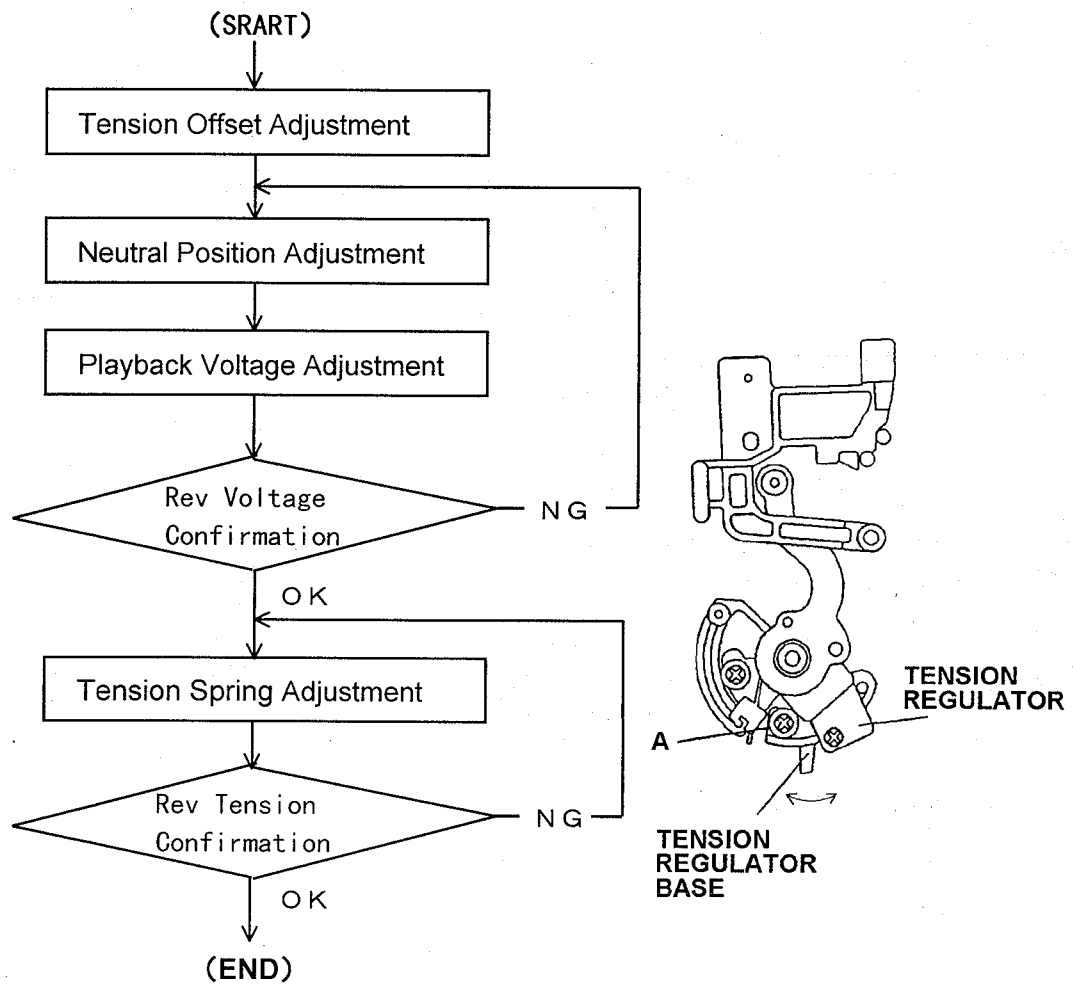 (SRART)
Tension Offset Adjustment
Neutral Position Adjustment
Playback Voltage Adjustment
Rev Voltage
Confirmation
NG
OK
Tension Spring Adjustment
Rev Tension
Confirmation
NG
OK
(END)
TENSION
REGULATOR
A
TENSION
REGULATOR
BASE